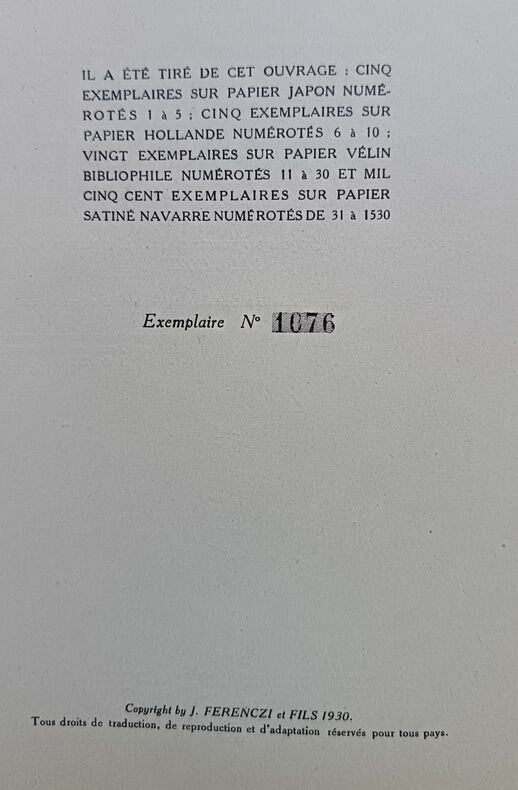 IL A ÉTÉ TIRÉ DE CET OUVRAGE : CINQ
EXEMPLAIRES SUR PAPIER JAPON NUMÉ-
ROTÉS 1 à 5 ; CINQ EXEMPLAIRES SUR
PAPIER HOLLANDE NUMÉROTÉS 6 à 10 ;
VINGT EXEMPLAIRES SUR PAPIER VÉLIN
BIBLIOPHILE NUMÉROTÉS 11 à 30 ET MIL
CINQ CENT EXEMPLAIRES SUR PAPIER
SATINÉ NAVARRE NUMÉROTÉS DE 31 à 1530
Exemplaire N° 1076
Copyright by J. FERENCZI et FILS 1930.
Tous droits de traduction, de reproduction et d'adaptation réservés pour tous pays.